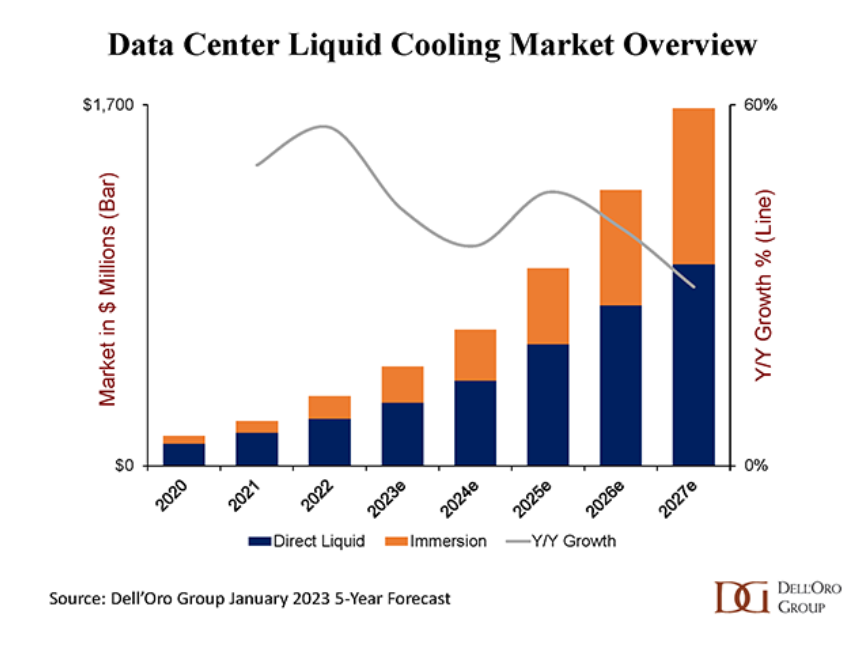 Data Center Liquid Cooling Market Overview
$1,700
60%
Market in $ Millions (Bar)
Y/Y Growth % (Line)
$0
0%
2020
2021
2022
2023e
2024e
2025e
2026e
2027e
Direct Liquid
Immersion
Y/Y Growth
Source: Dell’Oro Group January 2023 5-Year Forecast
DG
DELL'ORO
GROUP